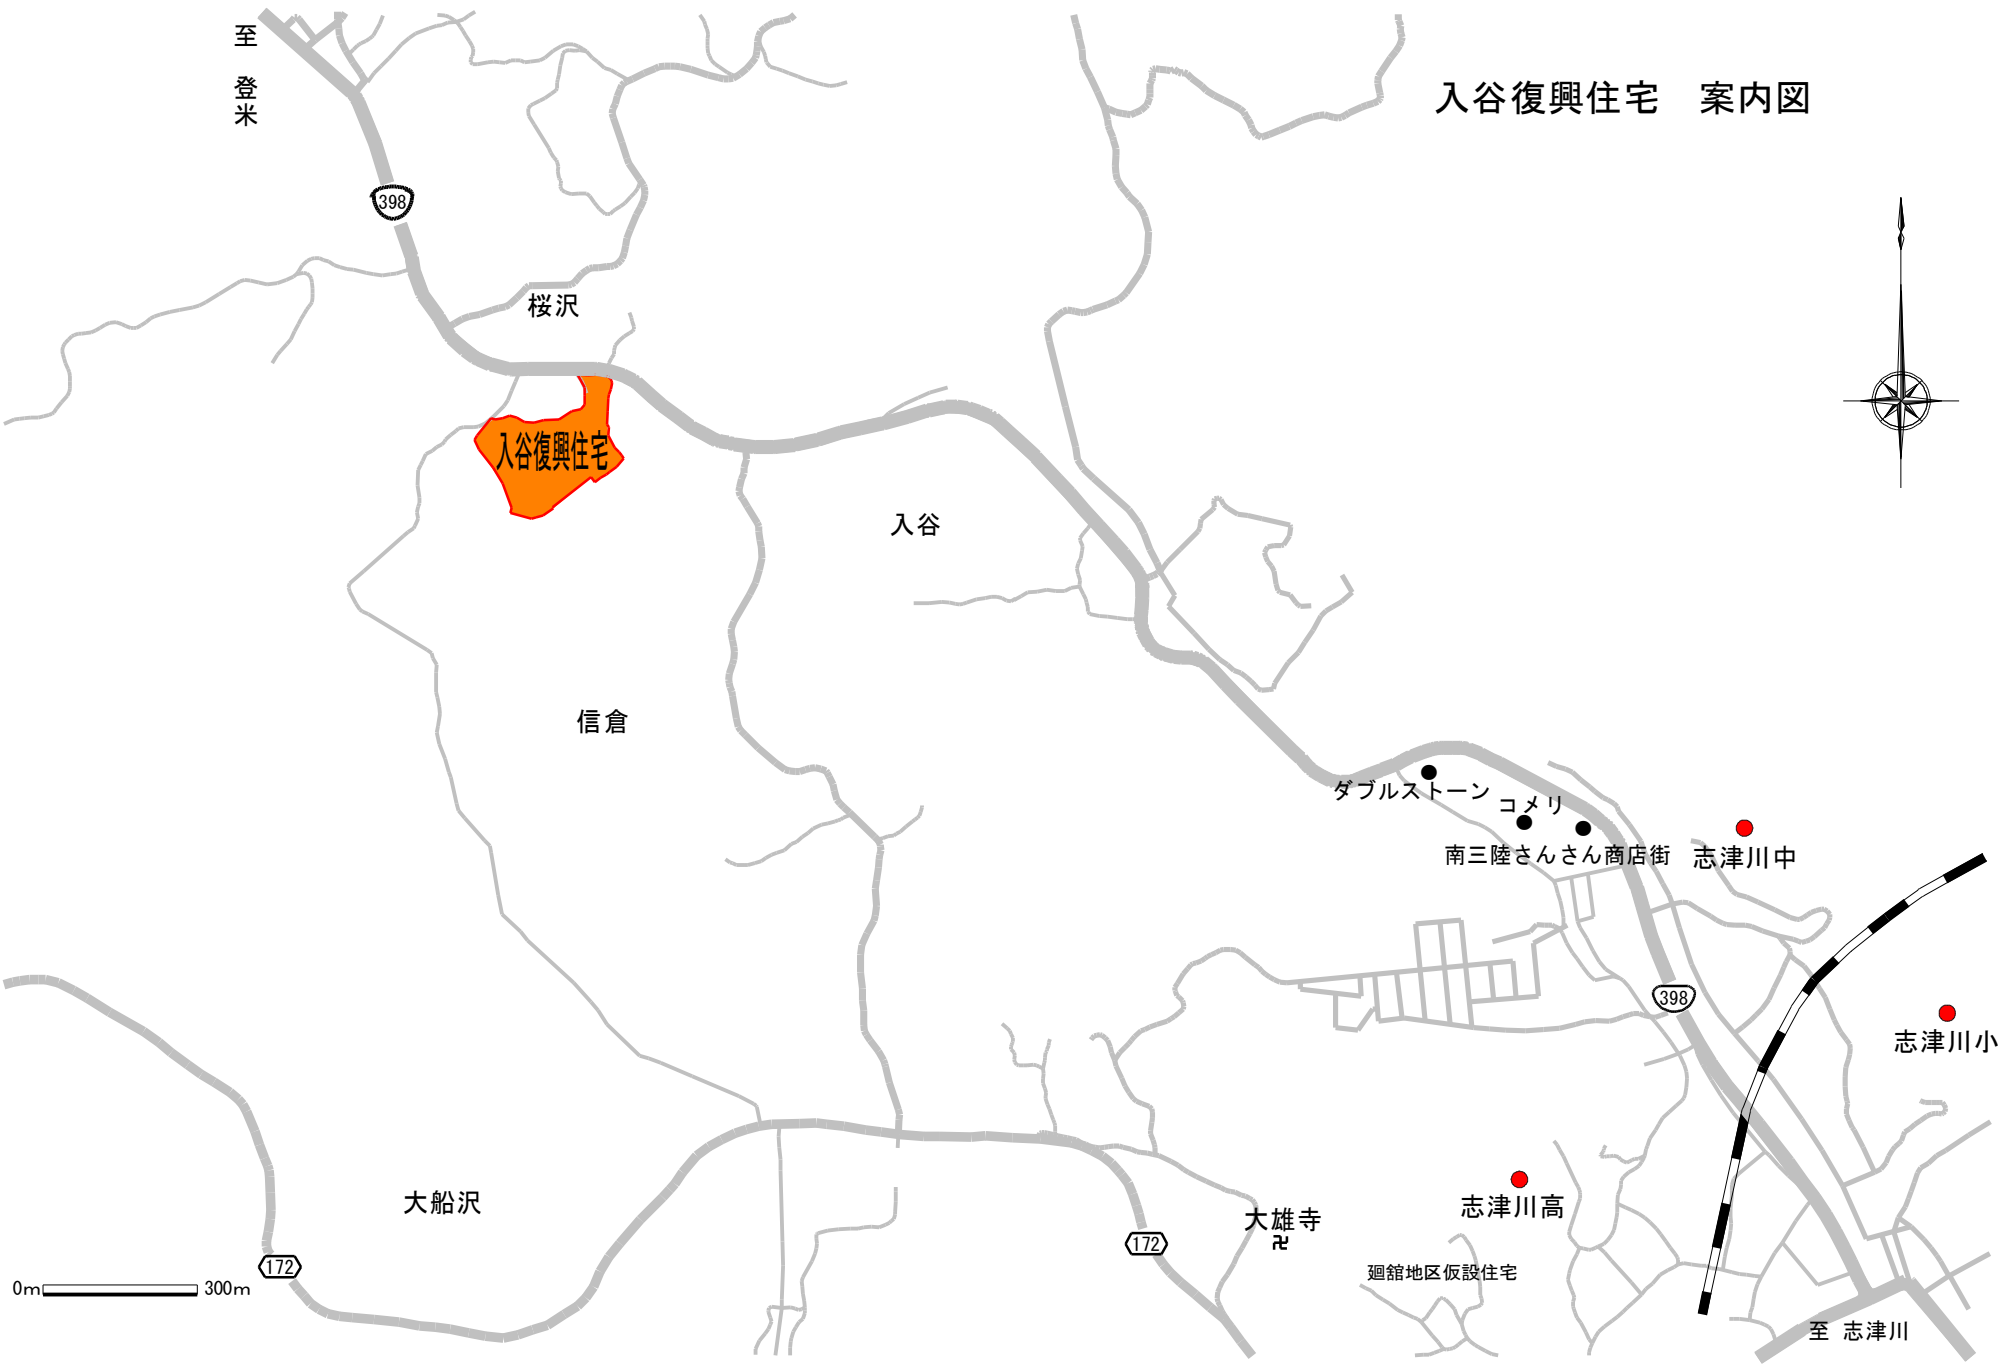 至 登米
入谷復興住宅　案内図
398
桜沢
入谷復興住宅
入谷
信倉
ダブルストーン
コメリ
南三陸さんさん商店街
志津川中
398
志津川小
大船沢
志津川高
大雄寺
卍
172
172
廻舘地区仮設住宅
0m
300m
至 志津川